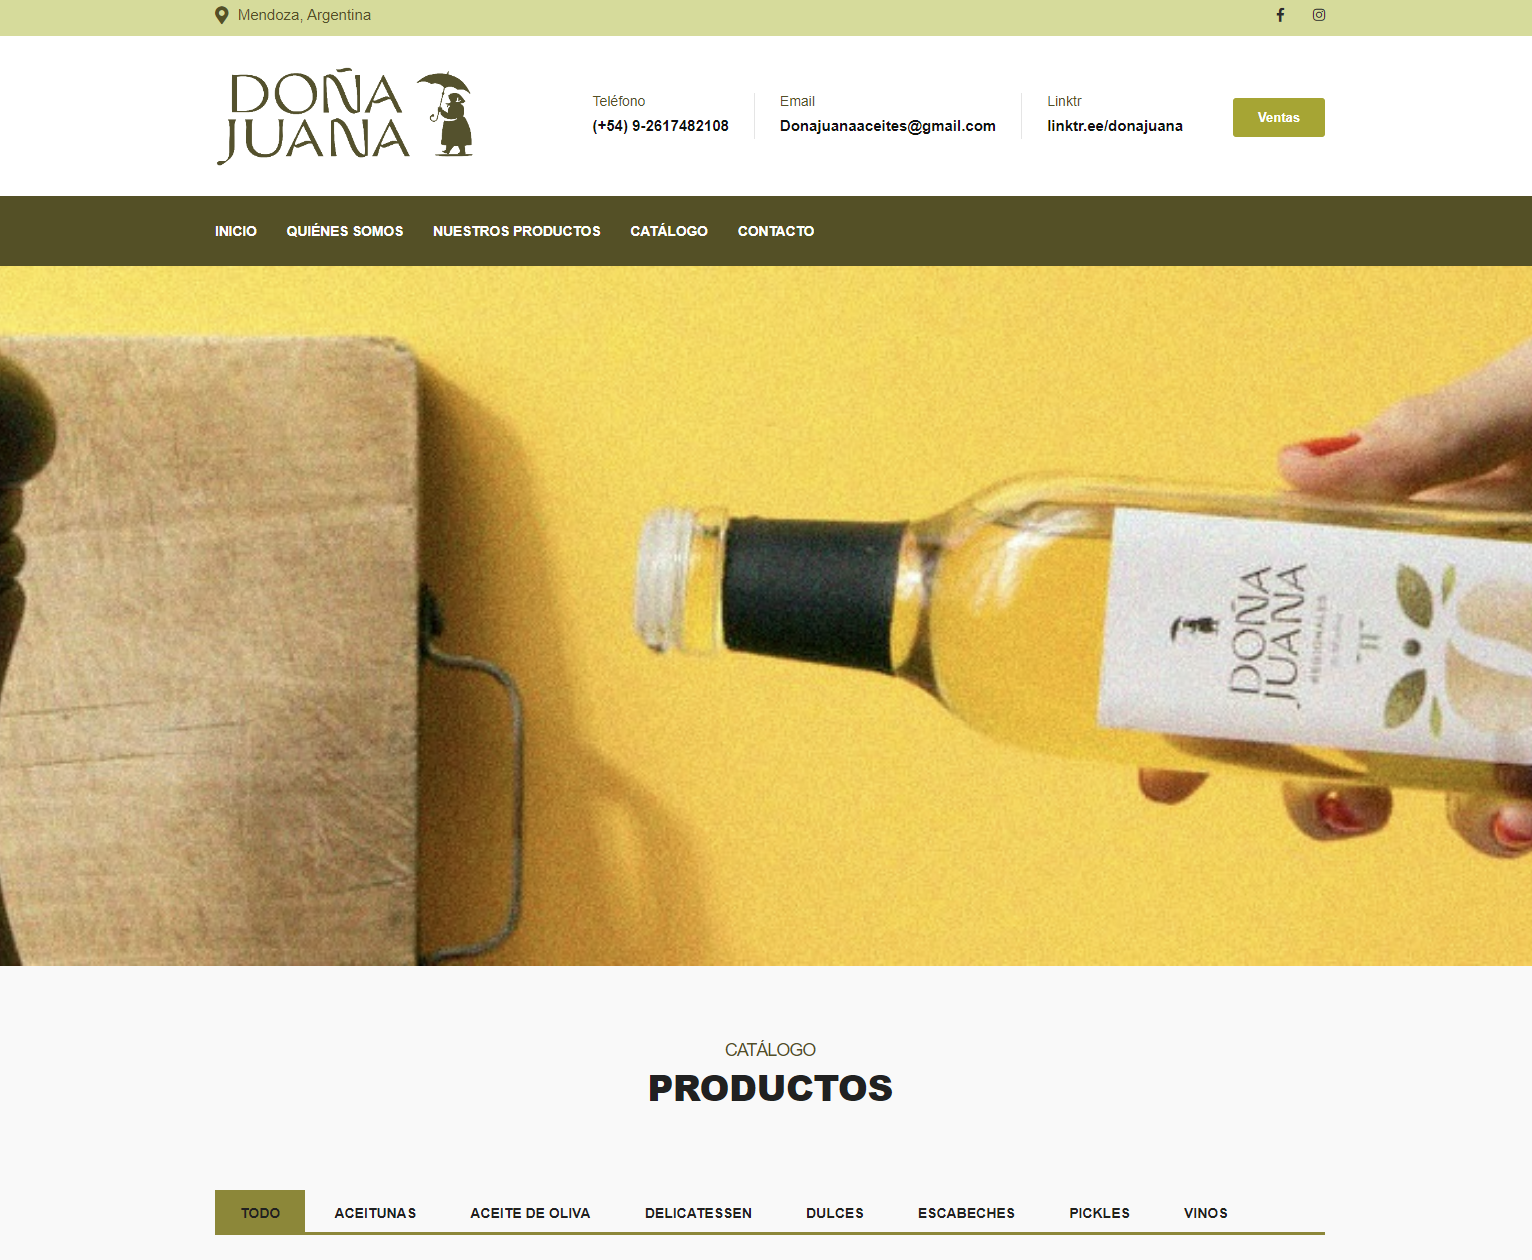 Mendoza, Argentina
DOÑA
JUANA
Teléfono
(+54) 9-2617482108
Email
Donajuanaaceites@gmail.com
Linktr
linktr.ee/donajuana
Ventas
INICIO QUIÉNES SOMOS NUESTROS PRODUCTOS CATÁLOGO CONTACTO
DOÑA
JUANA
REGIONALES
CATÁLOGO
PRODUCTOS
TODO ACEITUNAS ACEITE DE OLIVA DELICATESSEN DULCES ESCABECHES PICKLES VINOS